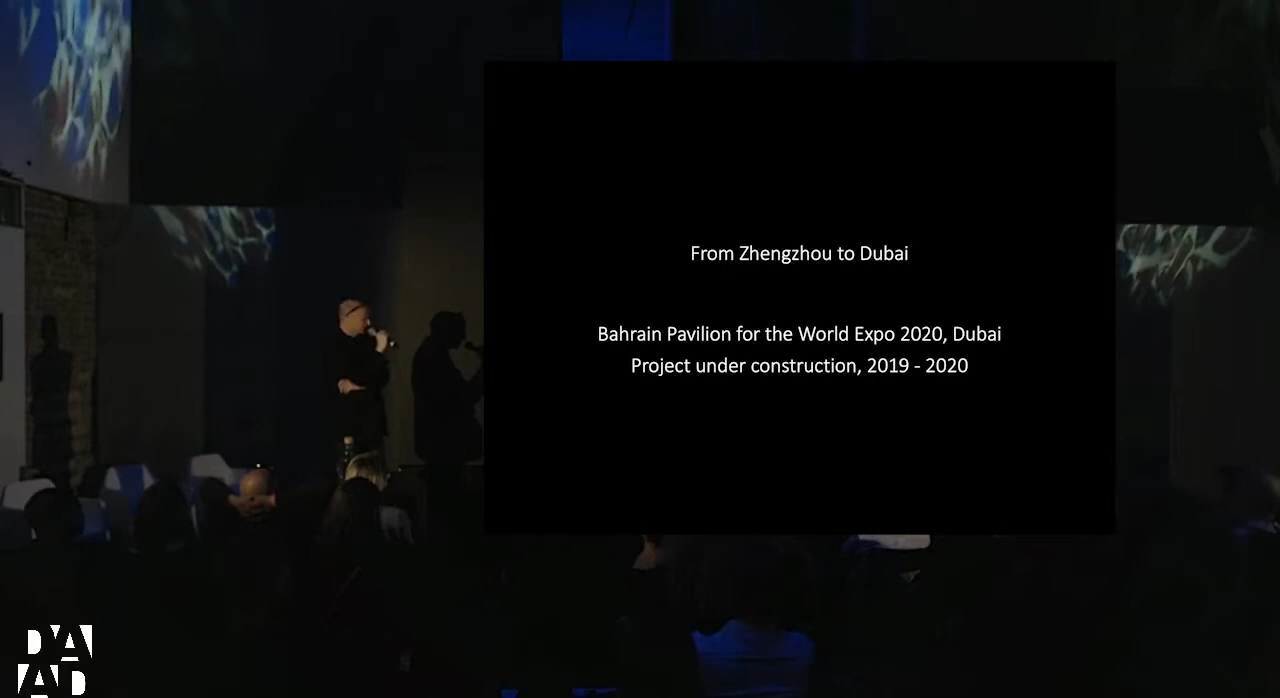 From Zhengzhou to Dubai
Bahrain Pavilion for the World Expo 2020, Dubai
Project under construction, 2019 - 2020
DA
AD